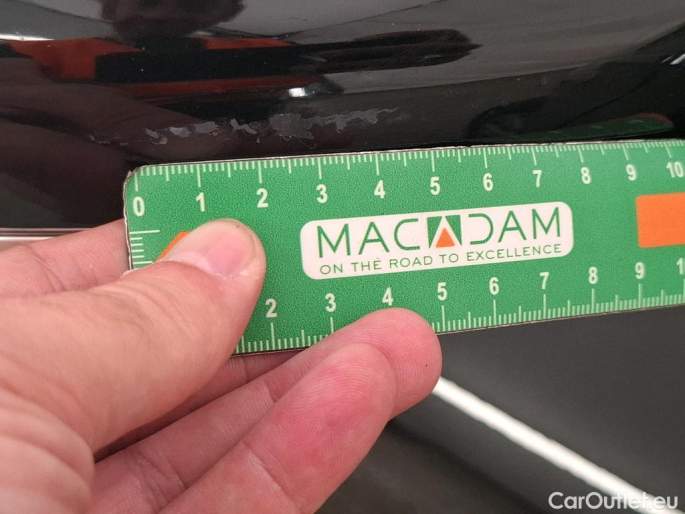 0 1 2 3 4 5 6 7 8 9 10
MACADAM
ON THE ROAD TO EXCELLENCE
2 3 4 5 6 7 8 9
CarOutlet.eu